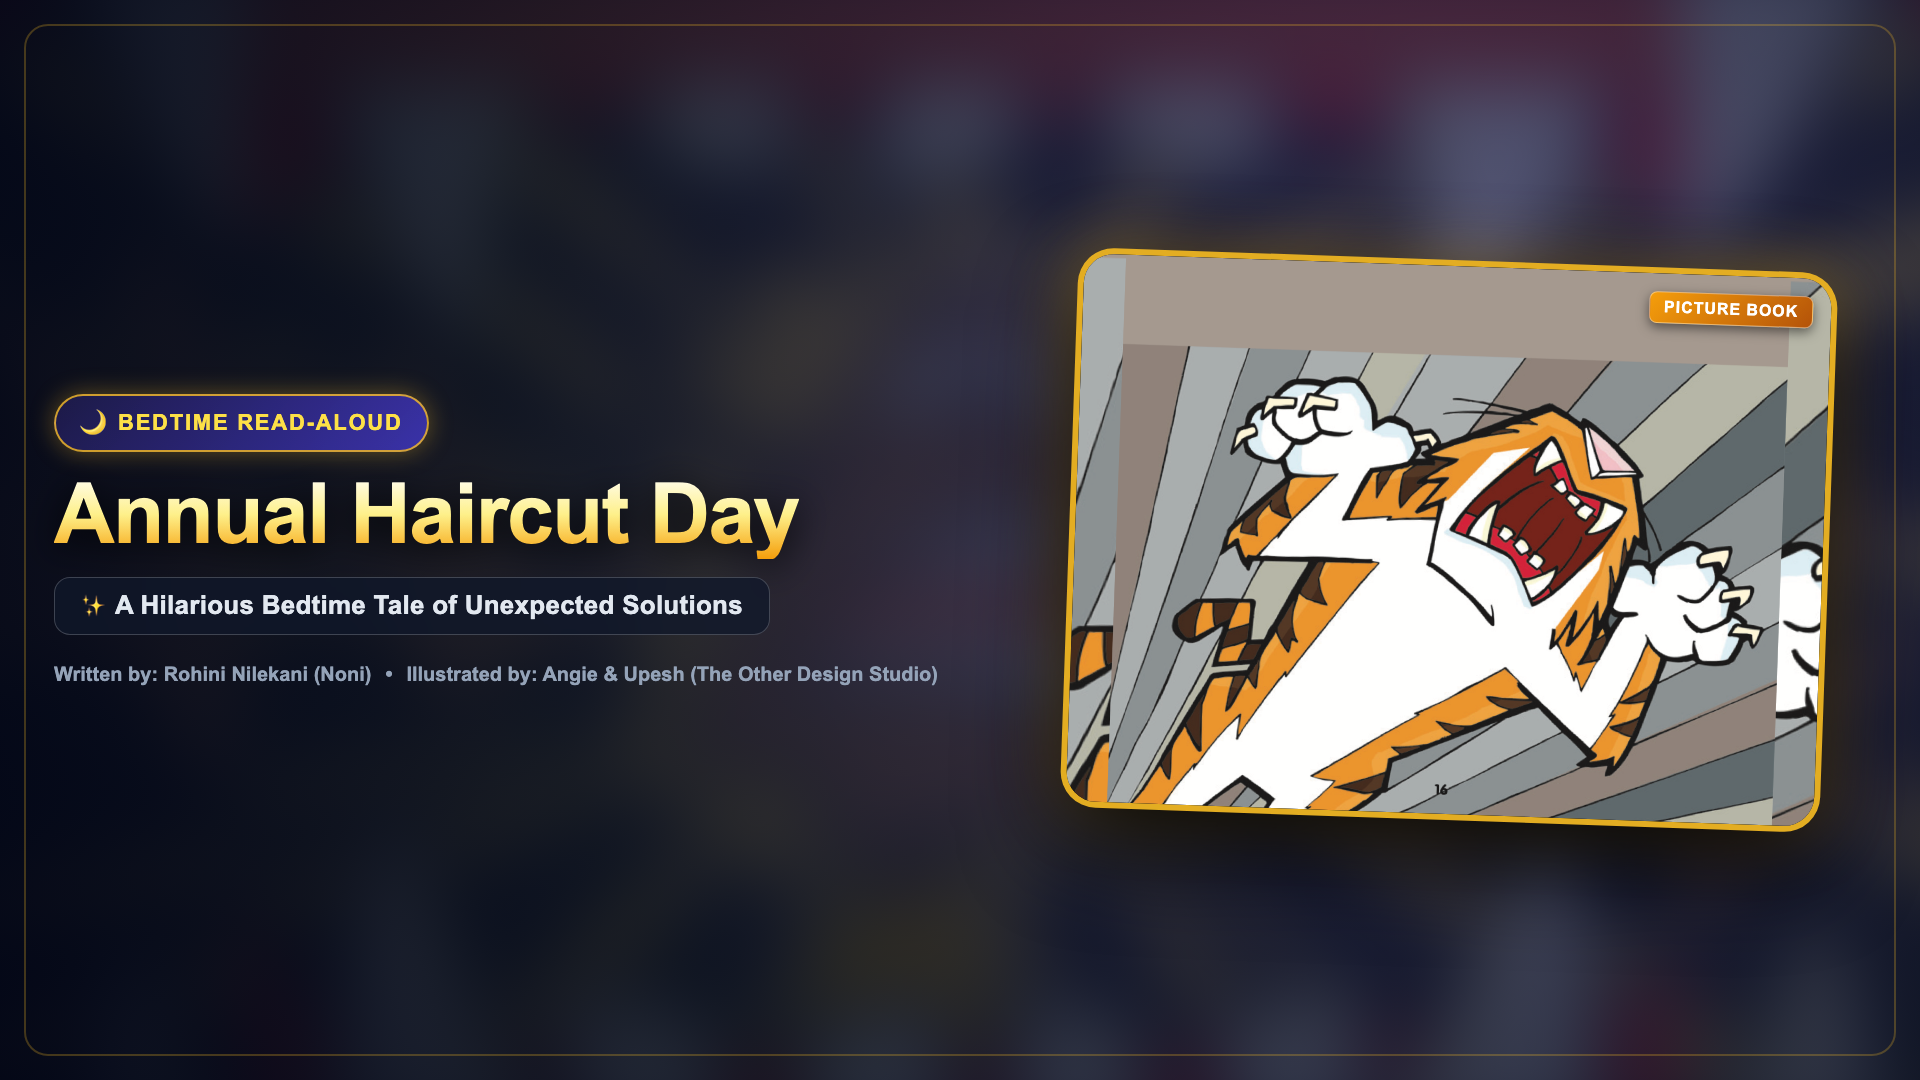 BEDTIME READ-ALOUD
Annual Haircut Day
A Hilarious Bedtime Tale of Unexpected Solutions
Written by: Rohini Nilekani (Noni) • Illustrated by: Angie & Upesh (The Other Design Studio)
PICTURE BOOK
16